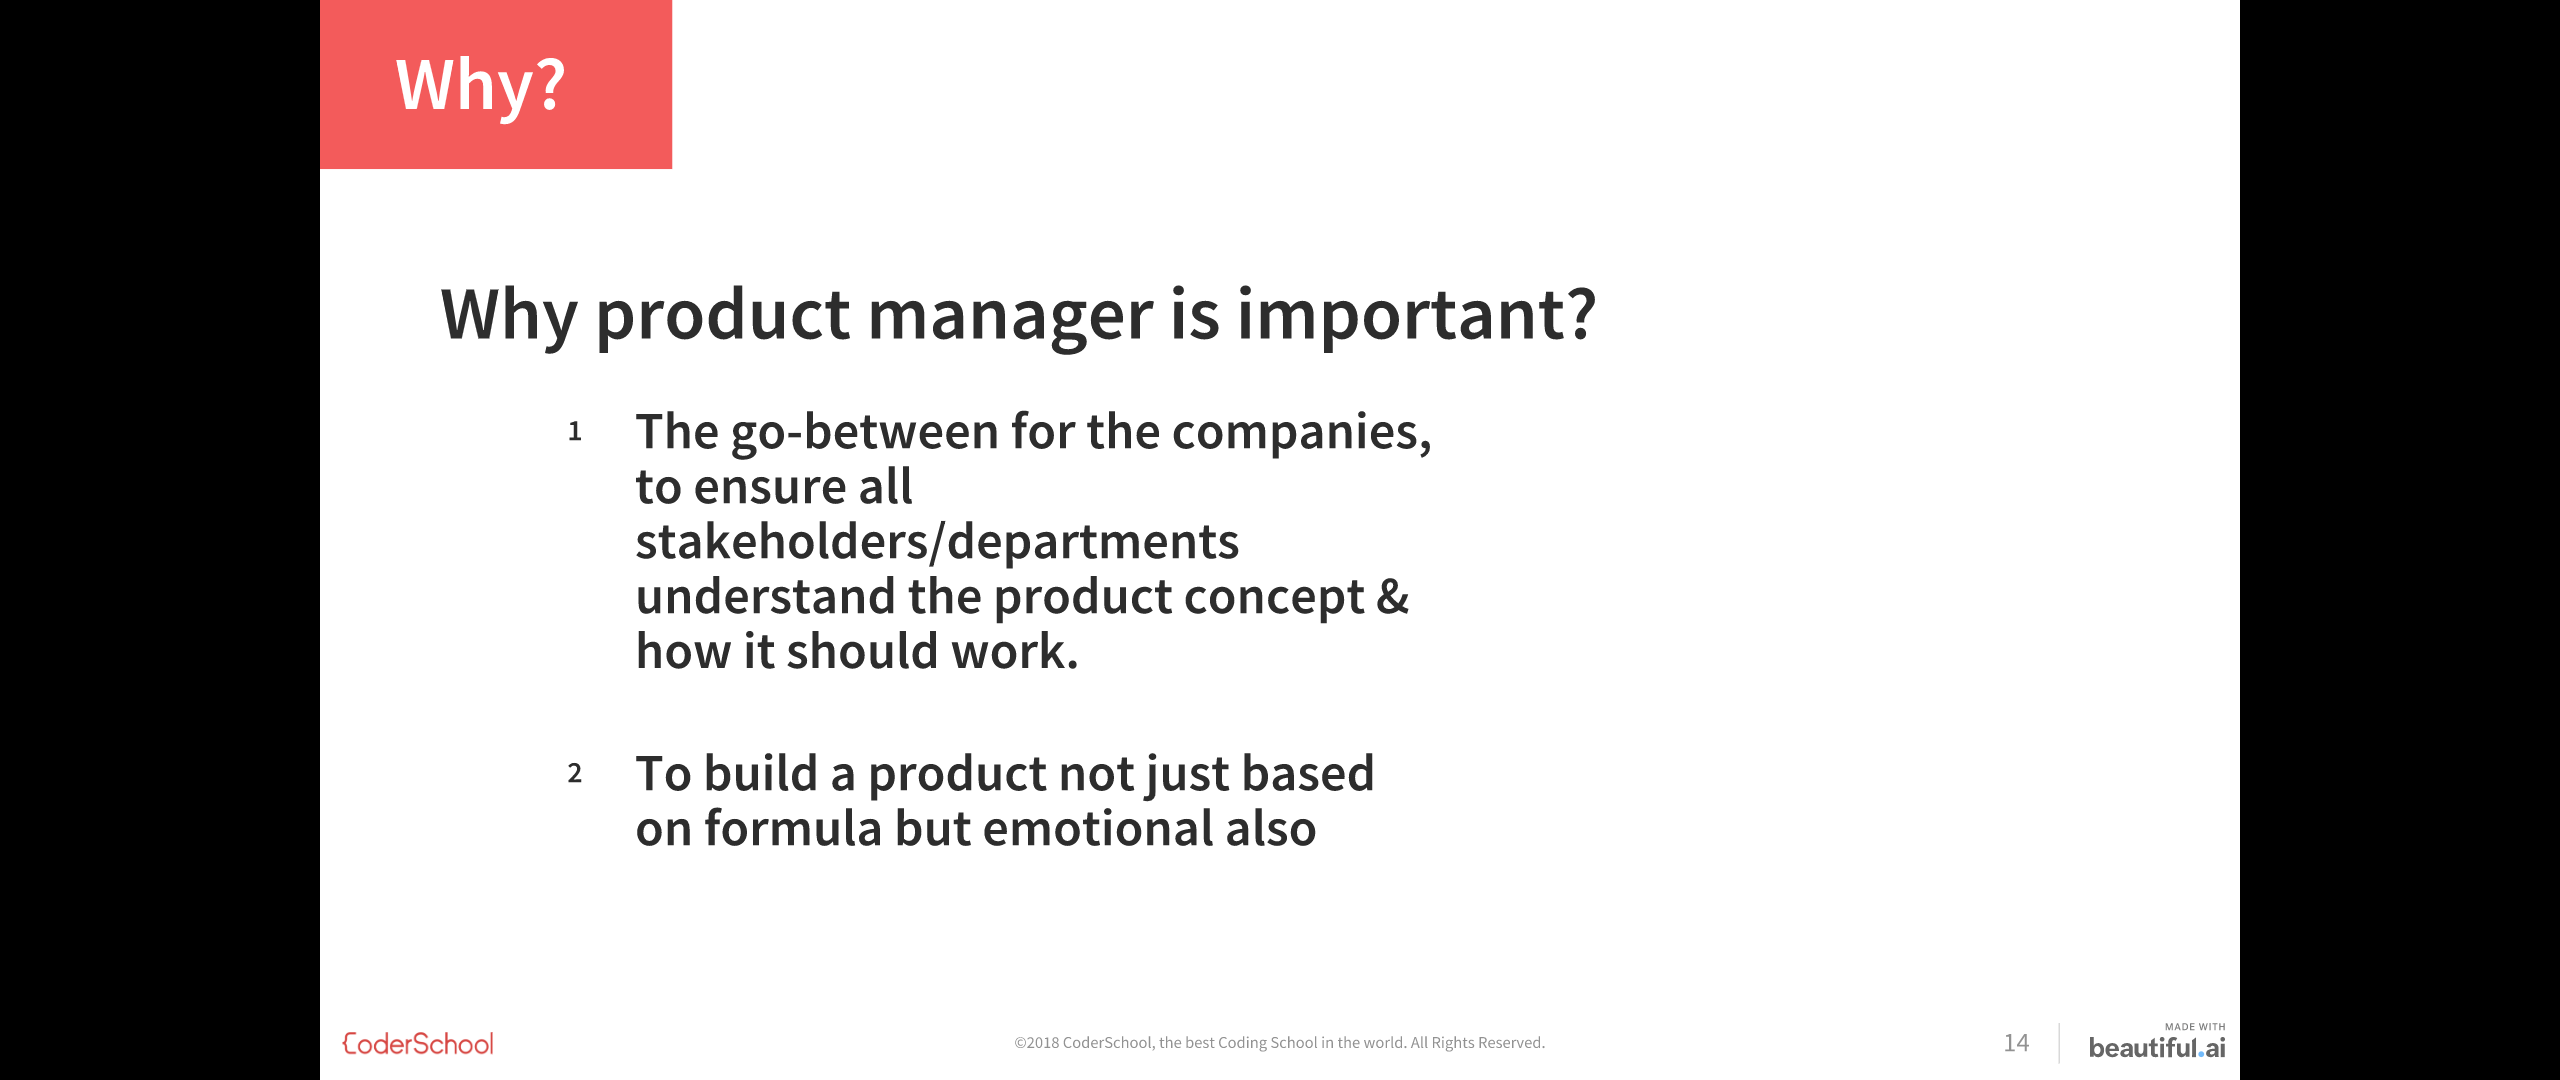 Why?
Why product manager is important?
1 The go-between for the companies,
to ensure all
stakeholders/departments
understand the product concept &
how it should work.
2 To build a product not just based
on formula but emotional also
CoderSchool
©2018 CoderSchool, the best Coding School in the world. All Rights Reserved.
14
MADE WITH
beautiful.ai